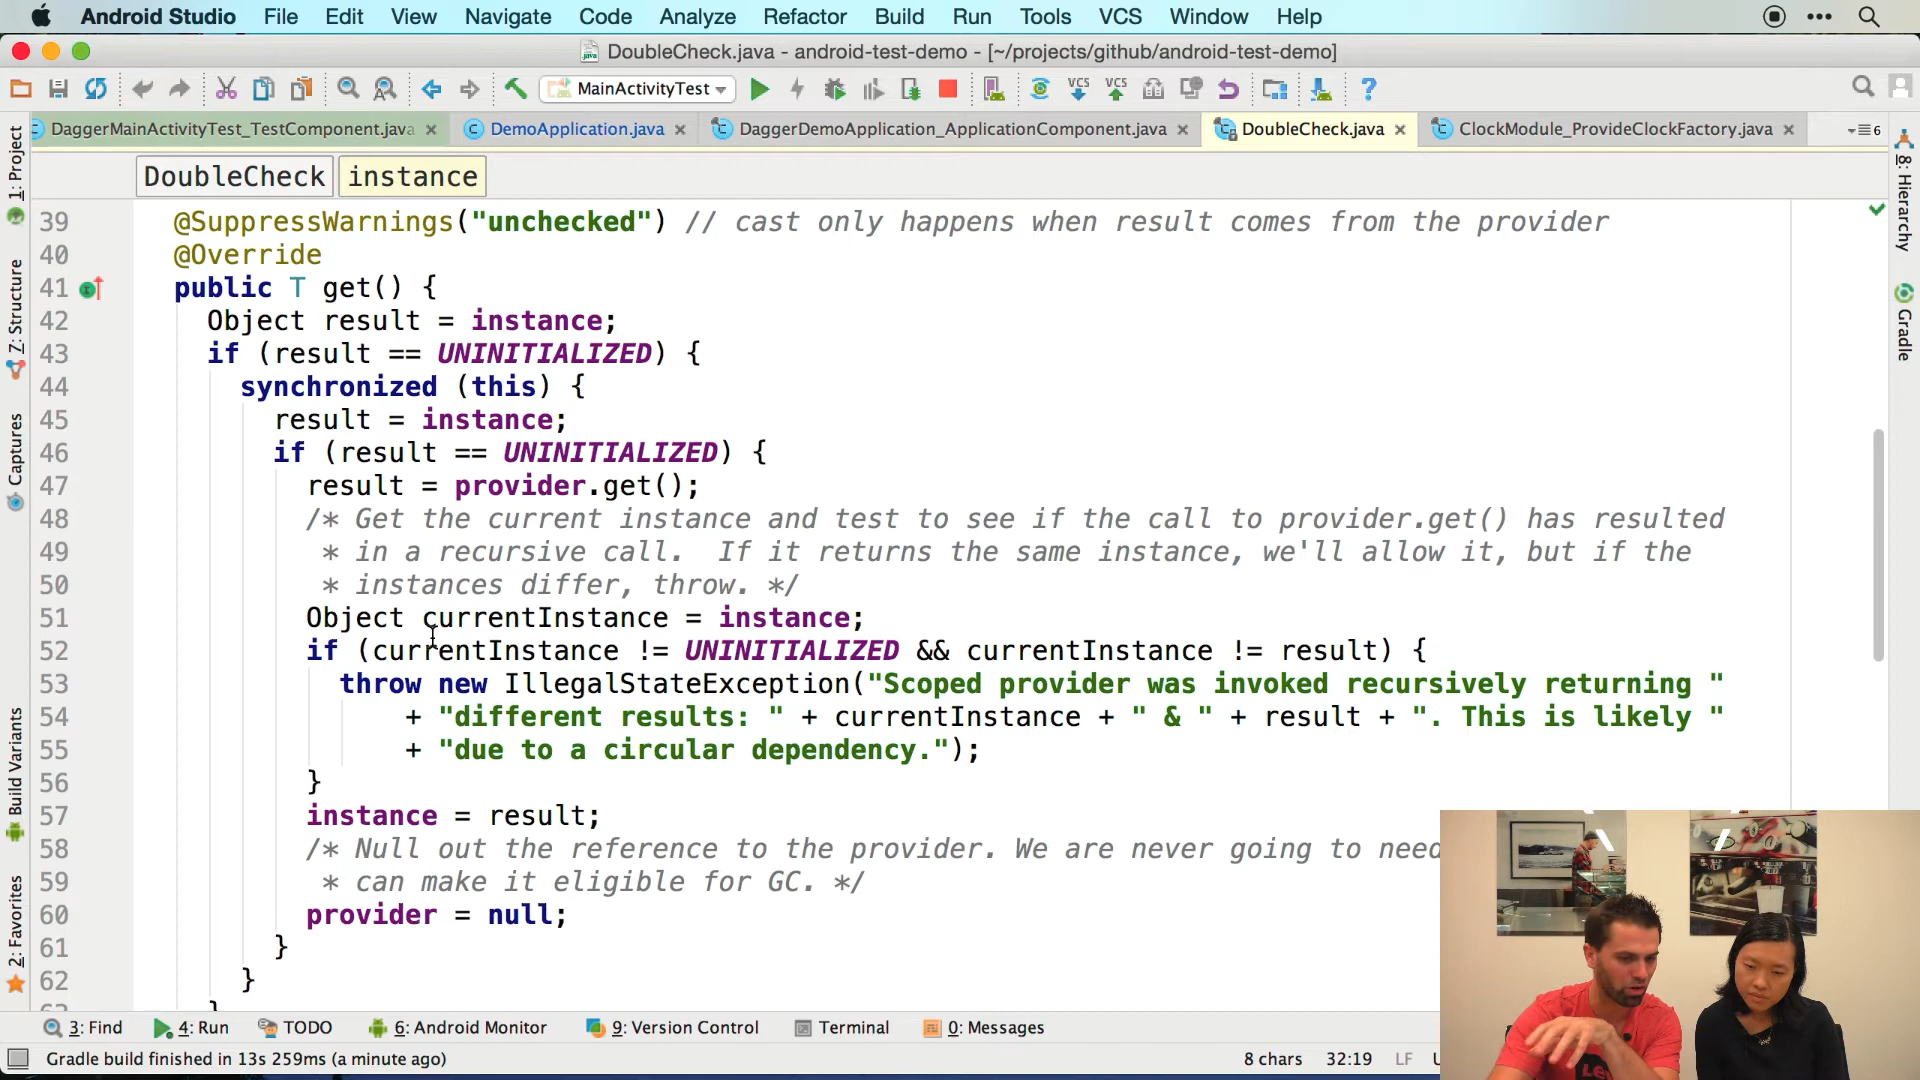 Android Studio File Edit View Navigate Code Analyze Refactor Build Run Tools VCS Window Help
DoubleCheck.java - android-test-demo - [~/projects/github/android-test-demo]
MainActivityTest VCS VCS ?
DaggerMainActivityTest_TestComponent.java DemoApplication.java DaggerDemoApplication_ApplicationComponent.java DoubleCheck.java ClockModule_ProvideClockFactory.java 6
DoubleCheck instance
1: Project
7: Structure
Captures
Build Variants
2: Favorites
39 @SuppressWarnings("unchecked") // cast only happens when result comes from the provider
40 @Override
41 public T get() {
42 Object result = instance;
43 if (result == UNINITIALIZED) {
44 synchronized (this) {
45 result = instance;
46 if (result == UNINITIALIZED) {
47 result = provider.get();
48 /* Get the current instance and test to see if the call to provider.get() has resulted
49 * in a recursive call.  If it returns the same instance, we'll allow it, but if the
50 * instances differ, throw. */
51 Object currentInstance = instance;
52 if (currentInstance != UNINITIALIZED && currentInstance != result) {
53 throw new IllegalStateException("Scoped provider was invoked recursively returning "
54 + "different results: " + currentInstance + " & " + result + ". This is likely "
55 + "due to a circular dependency.");
56 }
57 instance = result;
58 /* Null out the reference to the provider. We are never going to need
59 * can make it eligible for GC. */
60 provider = null;
61 }
62 }
}
8: Hierarchy
Gradle
3: Find 4: Run TODO 6: Android Monitor 9: Version Control Terminal 0: Messages
Gradle build finished in 13s 259ms (a minute ago) 8 chars 32:19 LF